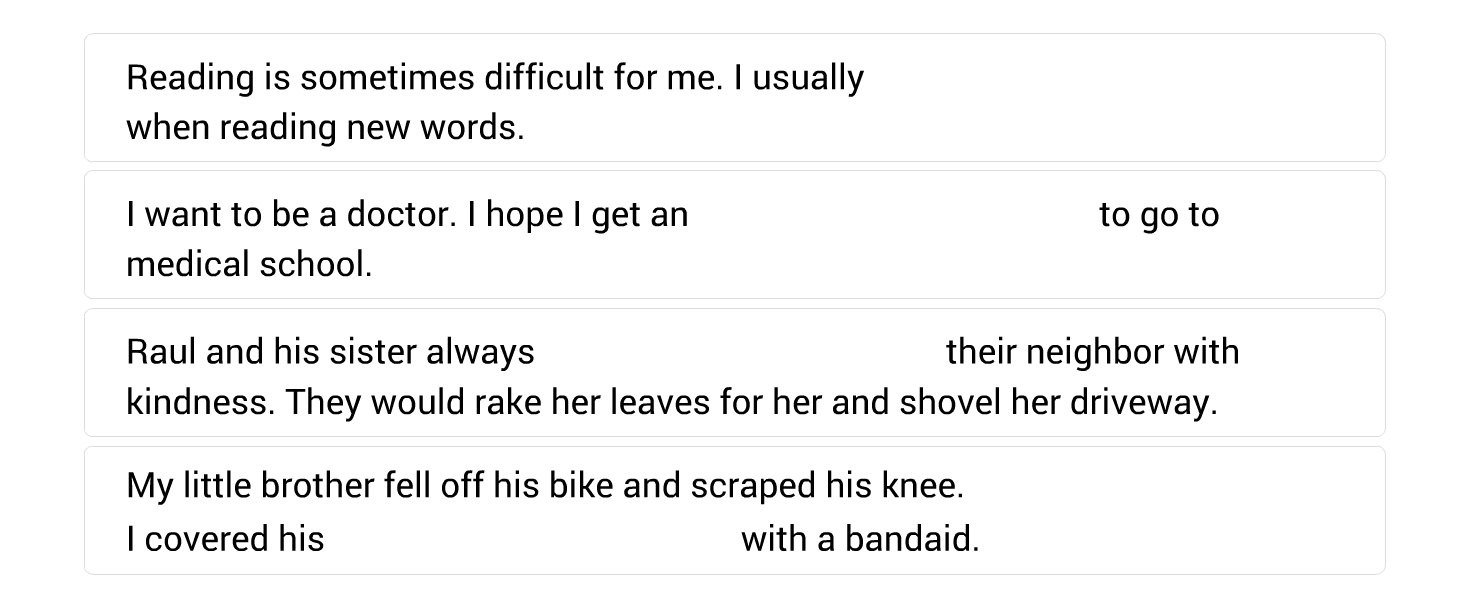 Reading is sometimes difficult for me. I usually
when reading new words.
I want to be a doctor. I hope I get an to go to
medical school.
Raul and his sister always their neighbor with
kindness. They would rake her leaves for her and shovel her driveway.
My little brother fell off his bike and scraped his knee.
I covered his with a bandaid.